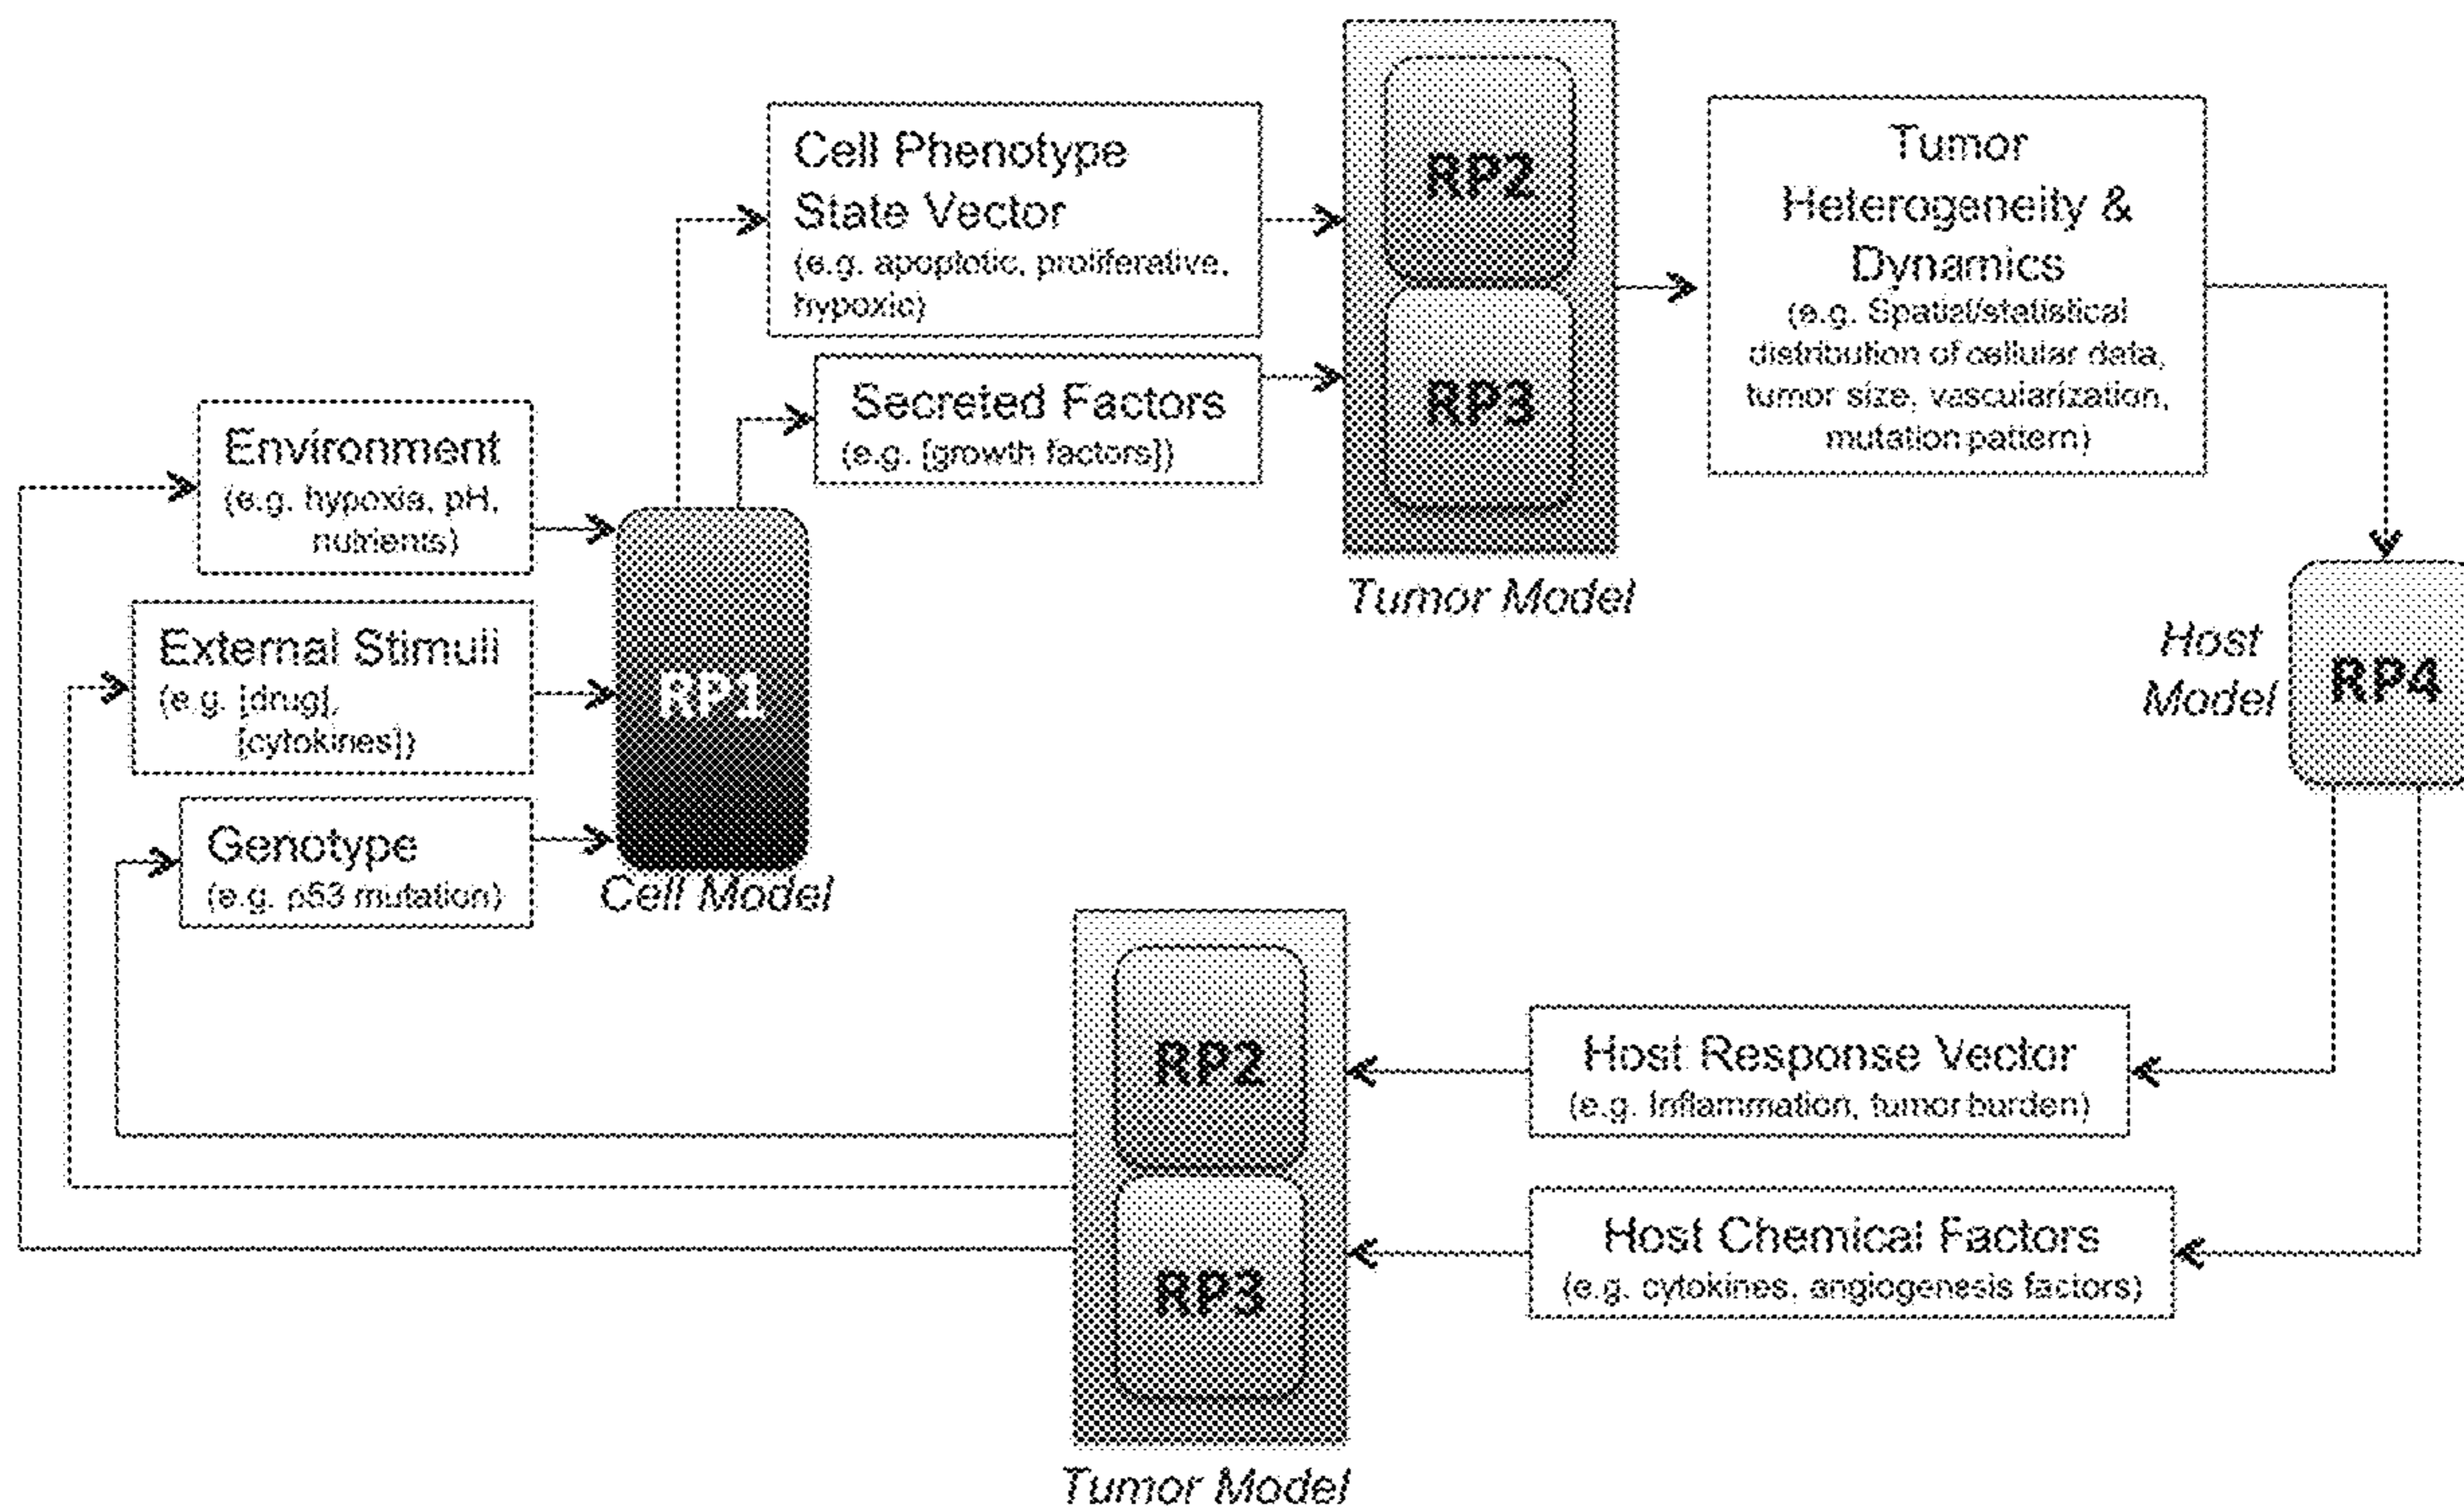 Cell Phenotype
State Vector
(e.g. apoptotic, proliferative,
hypoxic)
Secreted Factors
(e.g. [growth factors])
RP2
RP3
Tumor Model
Tumor
Heterogeneity &
Dynamics
(e.g. Spatial/statistical
distribution of cellular data,
tumor size, vascularization,
mutation pattern)
Environment
(e.g. hypoxia, pH,
nutrients)
External Stimuli
(e.g. [drug],
[cytokines])
Genotype
(e.g. p53 mutation)
RP1
Cell Model
Host
Model
RP4
RP2
RP3
Tumor Model
Host Response Vector
(e.g. Inflammation, tumor burden)
Host Chemical Factors
(e.g. cytokines, angiogenesis factors)